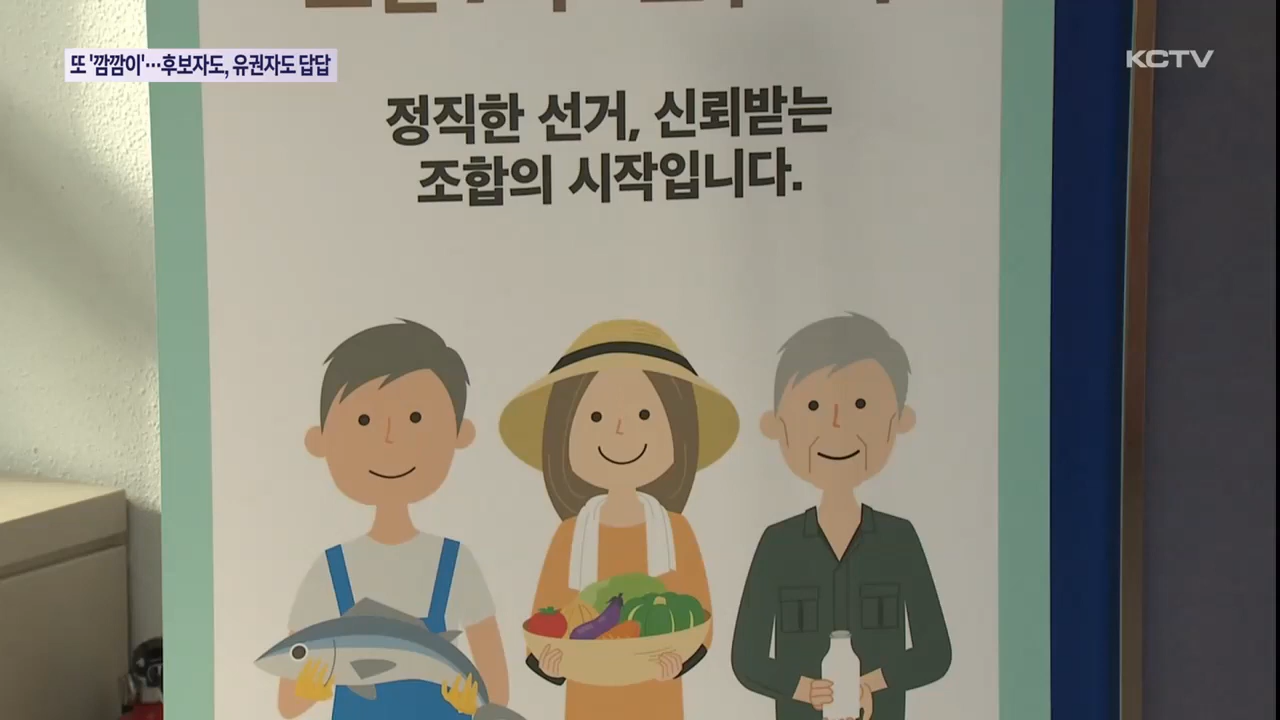 또 '깜깜이'…후보자도, 유권자도 답답
KCTV
정직한 선거, 신뢰받는
조합의 시작입니다.